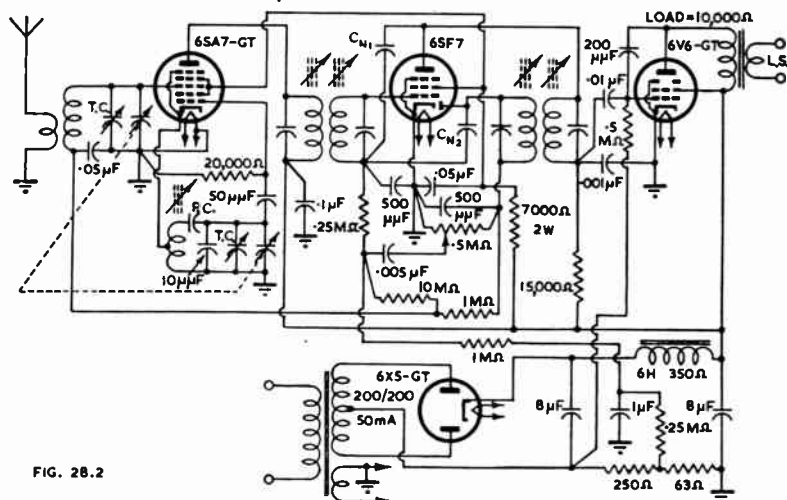 LOAD=10,000Ω
6SA7-GT
C N1
6SF7
200 μμF
6V6-GT
L.S.
.01μF
T.C.
C N2
.5 MΩ
20,000Ω
.05μF
.05μF
.001μF
50μμF
.1μF
500 μμF
500 μμF
7000Ω 2W
P.C.
.25MΩ
.5MΩ
T.C.
.005μF
15,000Ω
10μμF
10MΩ
1MΩ
1MΩ
6H 350Ω
6X5-GT
200/200
50mA
8μF
1μF
8μF
.25MΩ
FIG. 28.2
250Ω
63Ω